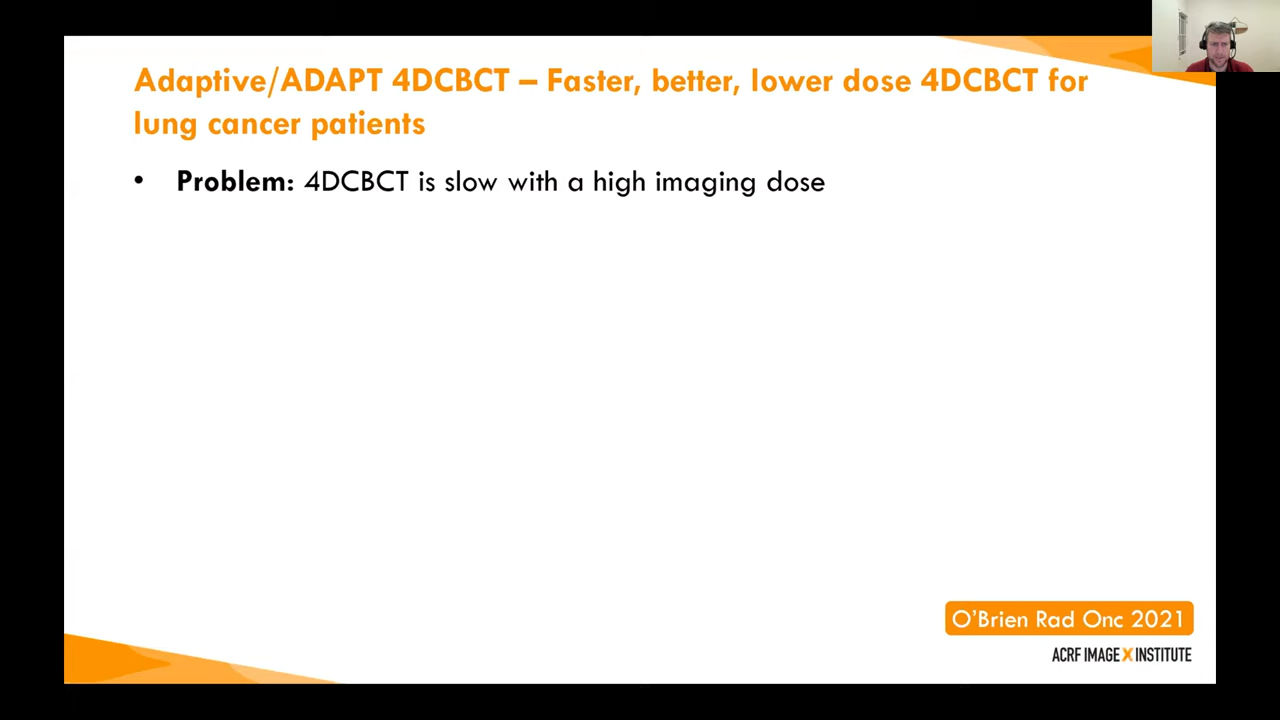 Adaptive/ADAPT 4DCBCT – Faster, better, lower dose 4DCBCT for
lung cancer patients
• Problem: 4DCBCT is slow with a high imaging dose
O'Brien Rad Onc 2021
ACRF IMAGE X INSTITUTE